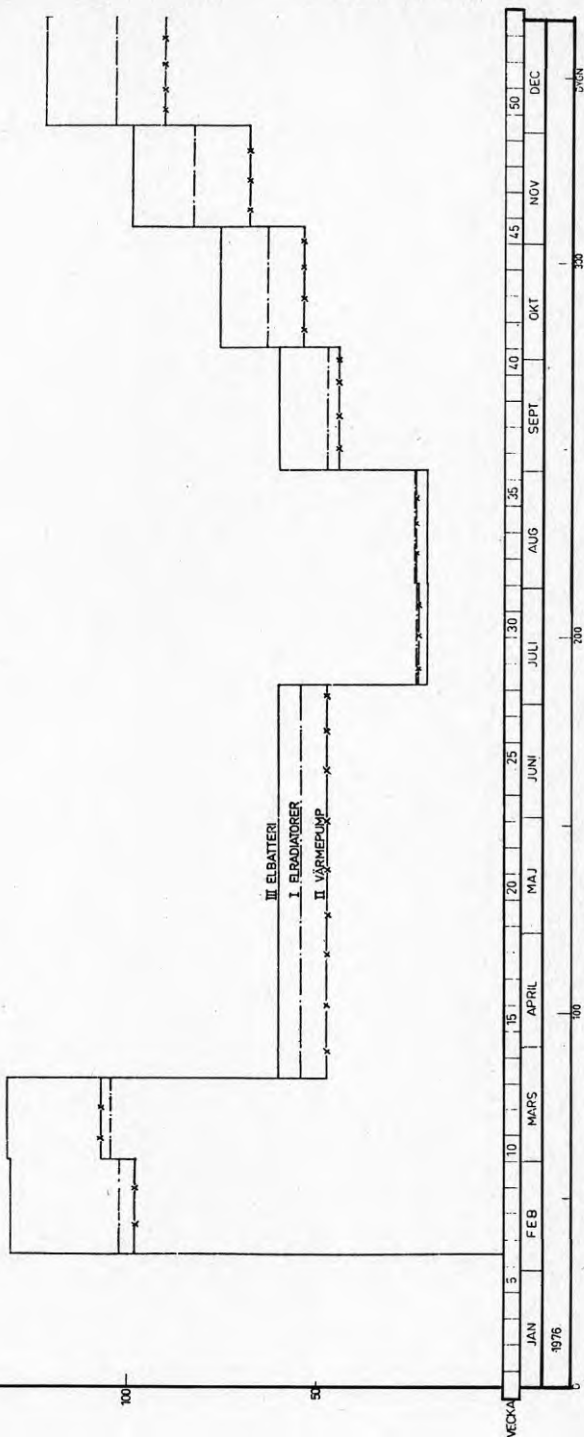 100
50
III ELBATTERI
I ELRADIATORER
II VÄRMEPUMP
VECKA 5 10 15 20 25 30 35 40 45 50
JAN FEB MARS APRIL MAJ JUNI JULI AUG SEPT. OKT NOV DEC
1976
0 100 200 300 DYGN